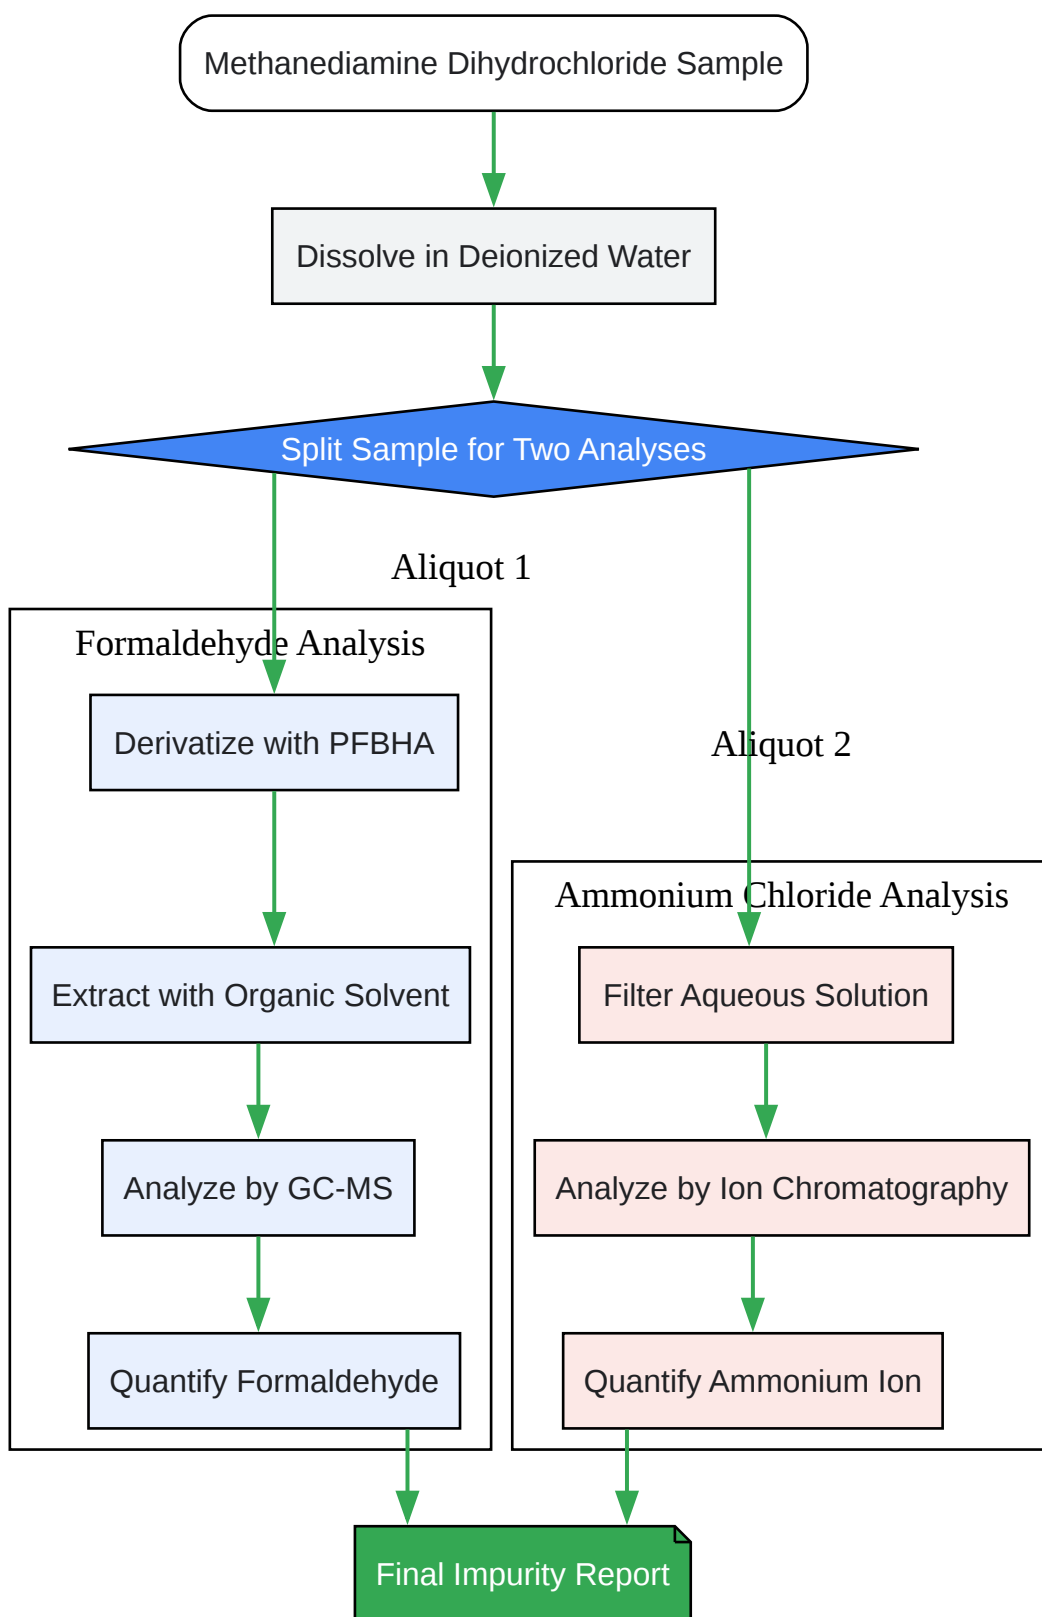 Methanediamine Dihydrochloride Sample
Dissolve in Deionized Water
Split Sample for Two Analyses
Aliquot 1
Formaldehyde Analysis
Derivatize with PFBHA
Aliquot 2
Ammonium Chloride Analysis
Extract with Organic Solvent
Filter Aqueous Solution
Analyze by GC-MS
Analyze by Ion Chromatography
Quantify Formaldehyde
Quantify Ammonium Ion
Final Impurity Report